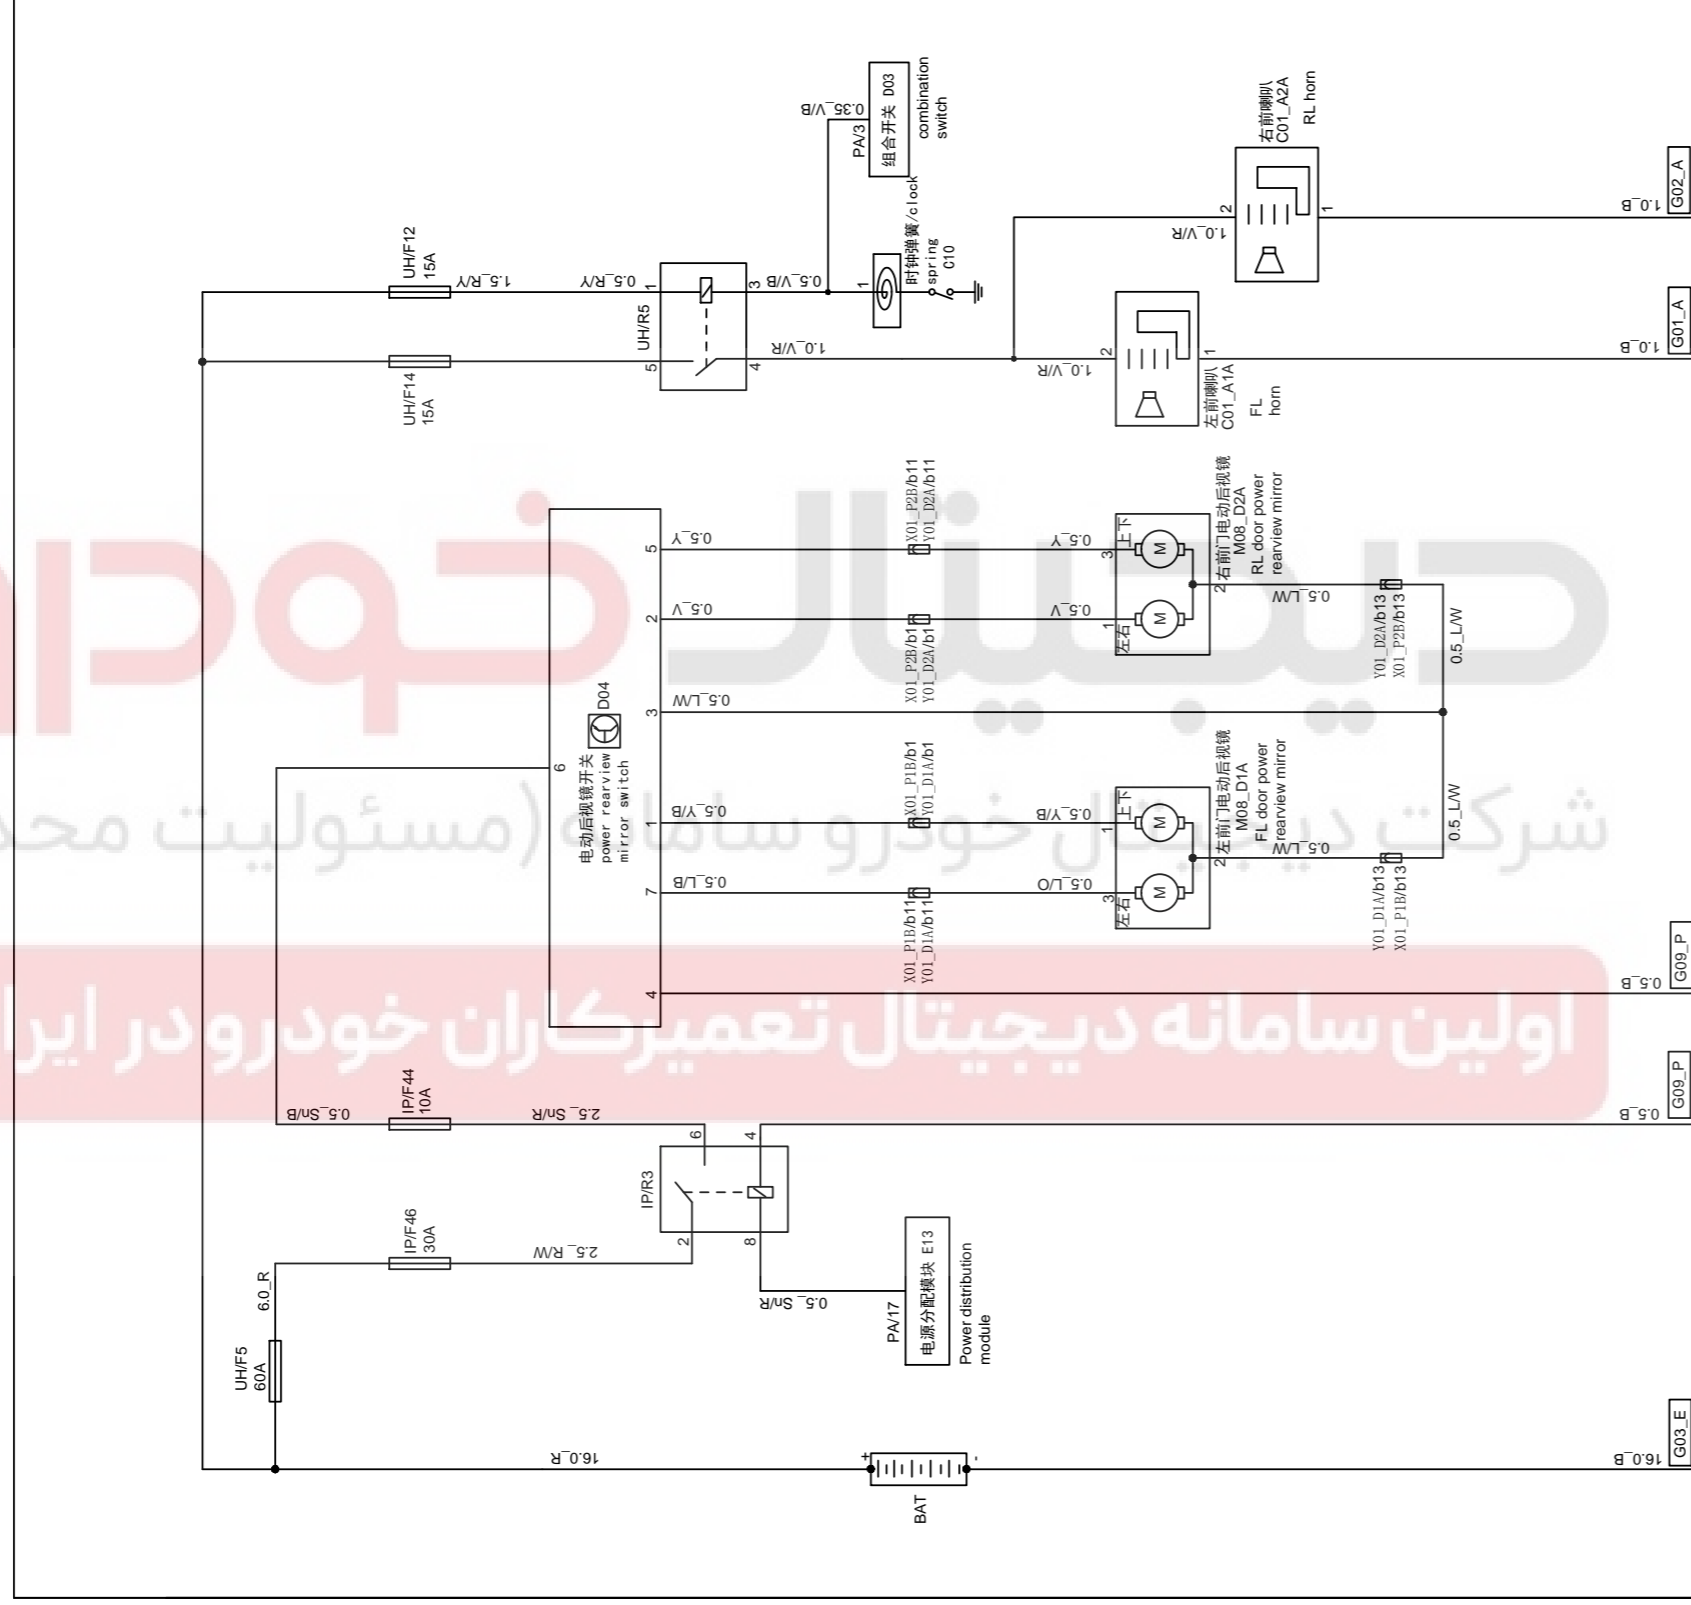 UH/F12
15A
1.5_R/Y
0.5_R/Y
1
UH/R5
3
0.5_V/B
0.35_V/B
PA/3
组合开关 D03
combination
switch
1
时钟弹簧/clock
spring
C10
UH/F14
15A
5
4
1.0_V/R
1.0_V/R
1.0_V/R
2
右前喇叭
C01_A2A
RL horn
1
1.0_B
G02_A
2
左前喇叭
C01_A1A
FL
horn
1
1.0_B
G01_A
电动后视镜开关
power rearview
mirror switch
D04
5
0.5_Y
X01_P2B/b11
Y01_D2A/b11
0.5_Y
3
上下
M
2
0.5_V
X01_P2B/b1
Y01_D2A/b1
0.5_V
1
左右
M
2
右前门电动后视镜
M08_D2A
RL door power
rearview mirror
0.5_L/W
Y01_D2A/b13
X01_P2B/b13
0.5_L/W
3
0.5_L/W
6
1
0.5_Y/B
X01_P1B/b1
Y01_D1A/b1
0.5_Y/B
1
上下
M
7
0.5_L/B
X01_P1B/b11
Y01_D1A/b11
0.5_L/O
3
左右
M
2
左前门电动后视镜
M08_D1A
FL door power
rearview mirror
0.5_L/W
Y01_D1A/b13
X01_P1B/b13
0.5_L/W
4
0.5_B
G09_P
0.5_Sn/B
IP/F44
10A
2.5_Sn/R
6
4
0.5_B
G09_P
IP/R3
2
8
IP/F46
30A
2.5_R/W
0.5_Sn/R
PA/17
电源分配模块 E13
Power distribution
module
6.0_R
UH/F5
60A
16.0_R
+
-
BAT
16.0_B
G03_E
دیجیتال خودرو
شرکت دیجیتال خودرو سامانه (مسئولیت محد
اولین سامانه دیجیتال تعمیرکاران خودرو در ایرا